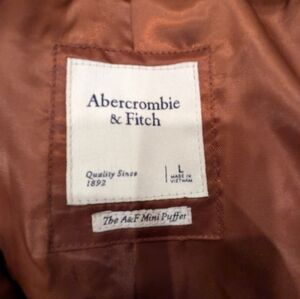 Abercrombie
& Fitch
Quality Since
1892
L
MADE IN
VIETNAM
The A&F Mini Puffer